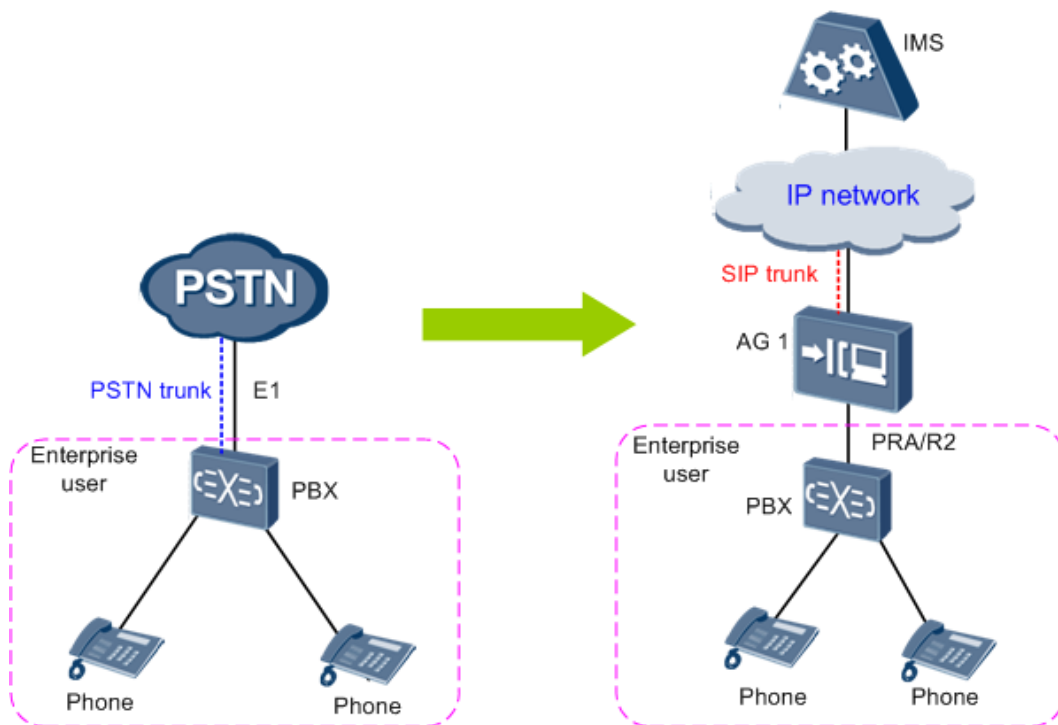 PSTN
PSTN trunk
E1
Enterprise
user
PBX
Phone
Phone
IMS
IP network
SIP trunk
AG 1
PRA/R2
Enterprise
user
PBX
Phone
Phone